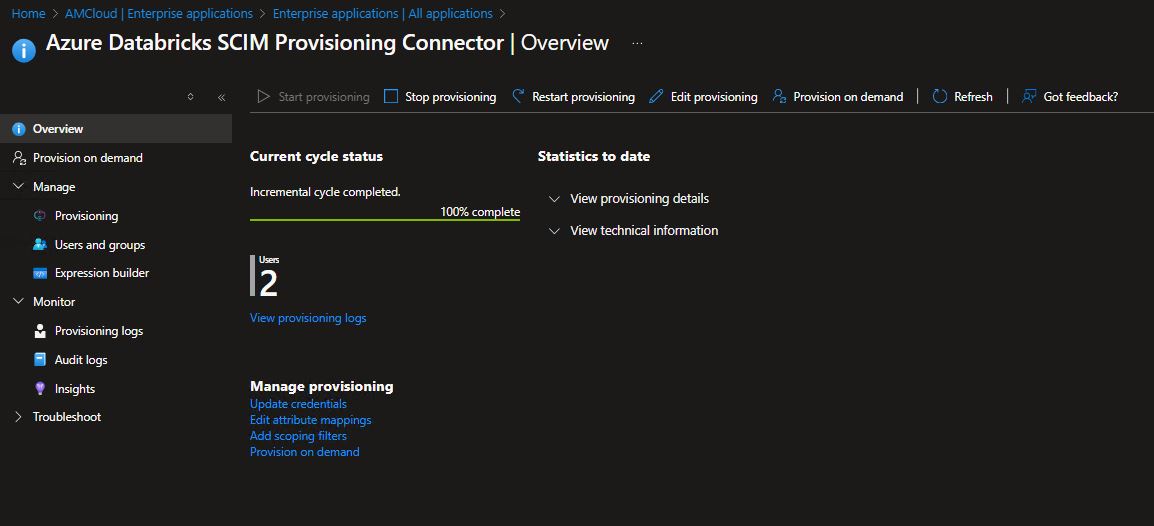 Home > AMCloud | Enterprise applications > Enterprise applications | All applications >
Azure Databricks SCIM Provisioning Connector | Overview ...
Start provisioning Stop provisioning Restart provisioning Edit provisioning Provision on demand | Refresh | Got feedback?
Overview
Provision on demand
Manage
Provisioning
Users and groups
Expression builder
Monitor
Provisioning logs
Audit logs
Insights
Troubleshoot
Current cycle status
Incremental cycle completed.
100% complete
Users
2
View provisioning logs
Manage provisioning
Update credentials
Edit attribute mappings
Add scoping filters
Provision on demand
Statistics to date
View provisioning details
View technical information